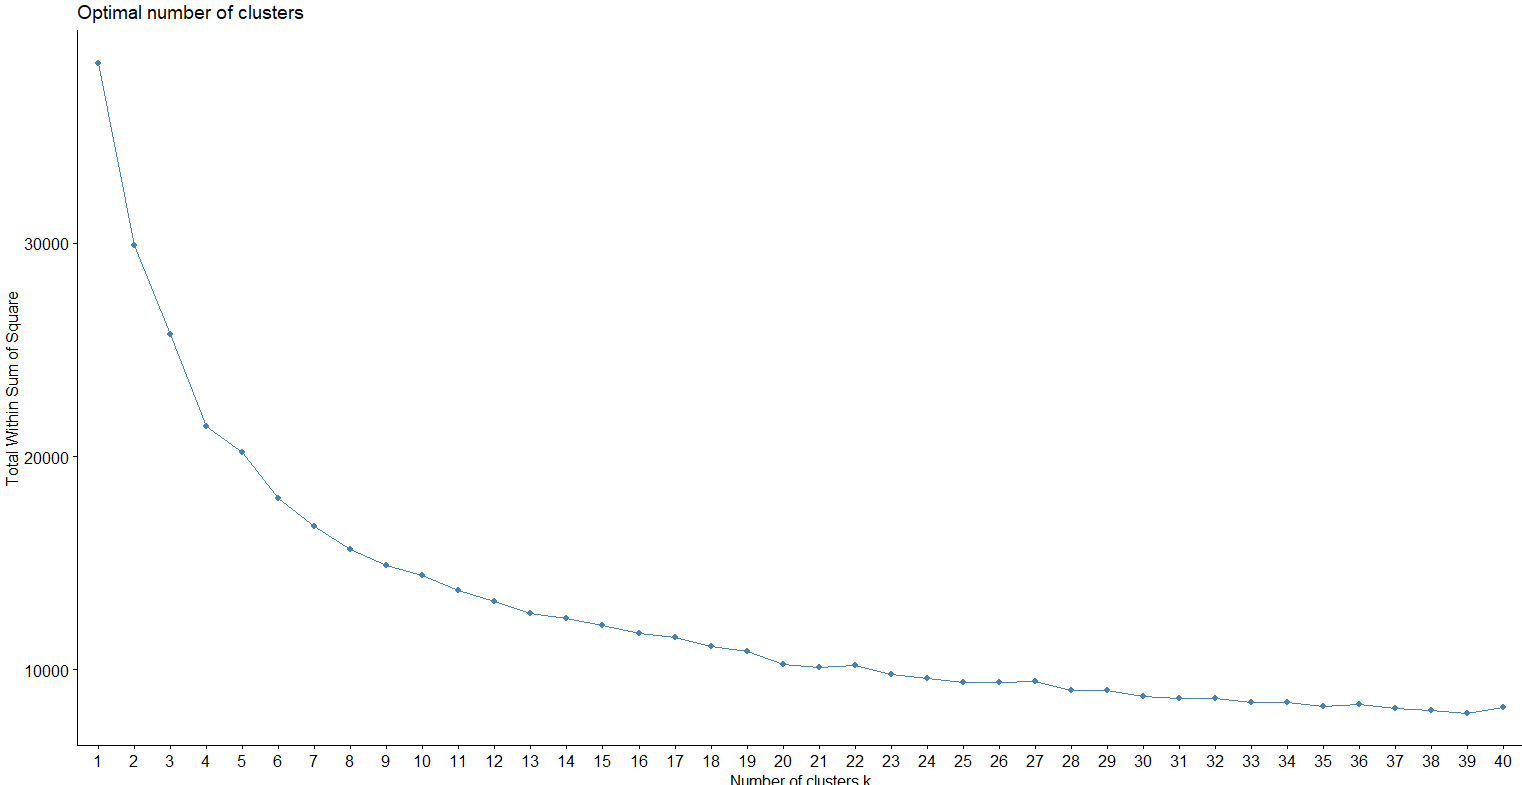 Optimal number of clusters
Total Within Sum of Square
30000
20000
10000
1 2 3 4 5 6 7 8 9 10 11 12 13 14 15 16 17 18 19 20 21 22 23 24 25 26 27 28 29 30 31 32 33 34 35 36 37 38 39 40
Number of clusters k